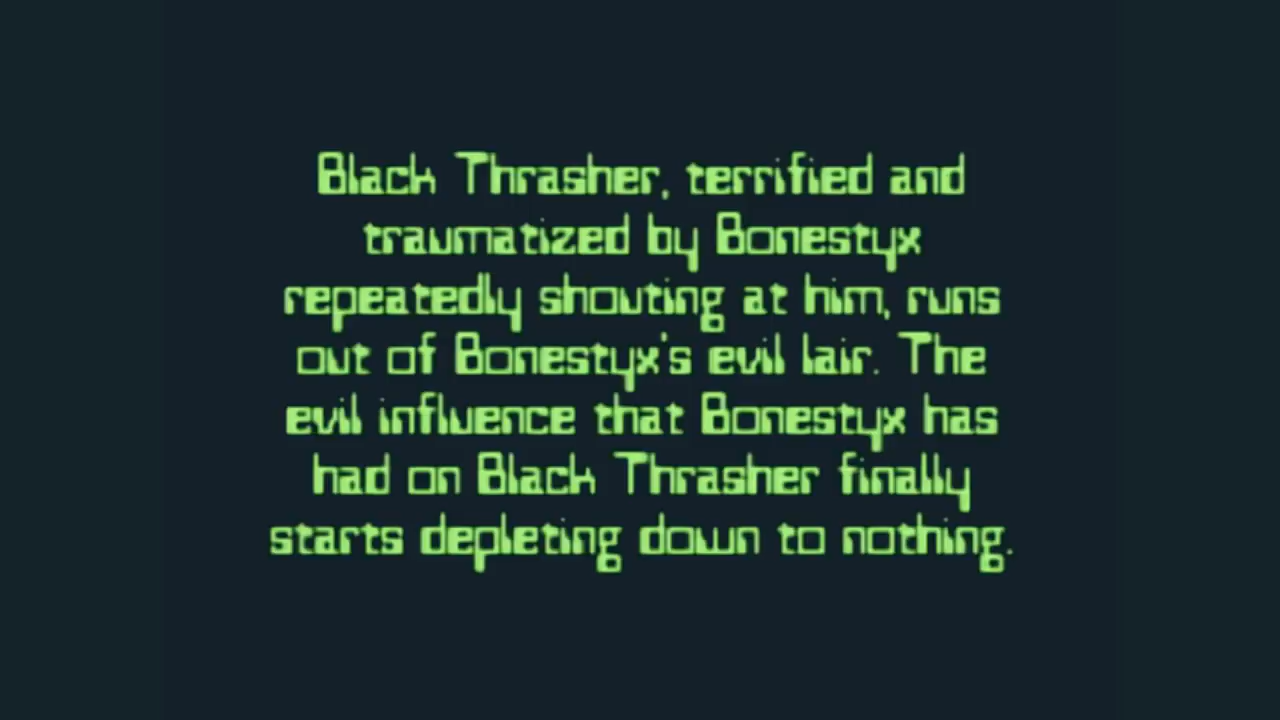 Black Thrasher, terrified and
traumatized by Bonestyx
repeatedly shouting at him, runs
out of Bonestyx's evil lair. The
evil influence that Bonestyx has
had on Black Thrasher finally
starts depleting down to nothing.